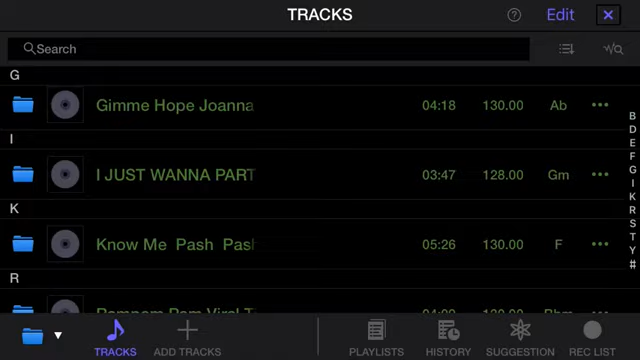 TRACKS
? Edit X
Search
G
Gimme Hope Joanna 04:18 130.00 Ab
I
I JUST WANNA PART 03:47 128.00 Gm
K
Know Me Pash Pash 05:26 130.00 F
R
B
D
E
F
G
I
K
R
S
T
Y
#
TRACKS ADD TRACKS PLAYLISTS HISTORY SUGGESTION REC LIST